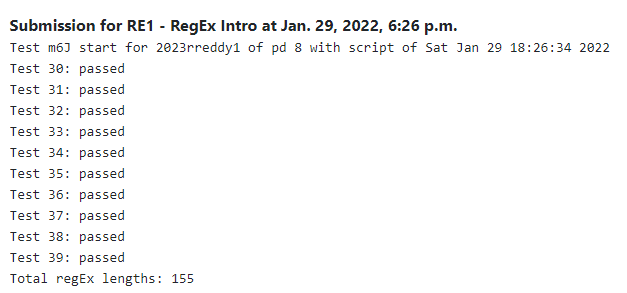 Submission for RE1 - RegEx Intro at Jan. 29, 2022, 6:26 p.m.
Test m6J start for 2023rreddy1 of pd 8 with script of Sat Jan 29 18:26:34 2022
Test 30: passed
Test 31: passed
Test 32: passed
Test 33: passed
Test 34: passed
Test 35: passed
Test 36: passed
Test 37: passed
Test 38: passed
Test 39: passed
Total regEx lengths: 155